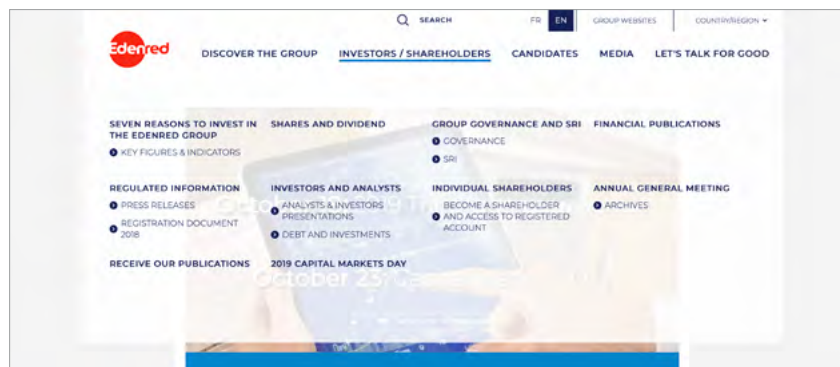 SEARCH
FR EN GROUP WEBSITES COUNTRY/REGION
Edenred
DISCOVER THE GROUP INVESTORS / SHAREHOLDERS CANDIDATES MEDIA LET'S TALK FOR GOOD
SEVEN REASONS TO INVEST IN
THE EDENRED GROUP
KEY FIGURES & INDICATORS
SHARES AND DIVIDEND
GROUP GOVERNANCE AND SRI
GOVERNANCE
SRI
FINANCIAL PUBLICATIONS
REGULATED INFORMATION
PRESS RELEASES
REGISTRATION DOCUMENT
2018
INVESTORS AND ANALYSTS
ANALYSTS & INVESTORS
PRESENTATIONS
DEBT AND INVESTMENTS
INDIVIDUAL SHAREHOLDERS
BECOME A SHAREHOLDER
AND ACCESS TO REGISTERED
ACCOUNT
ANNUAL GENERAL MEETING
ARCHIVES
RECEIVE OUR PUBLICATIONS
2019 CAPITAL MARKETS DAY
October 23